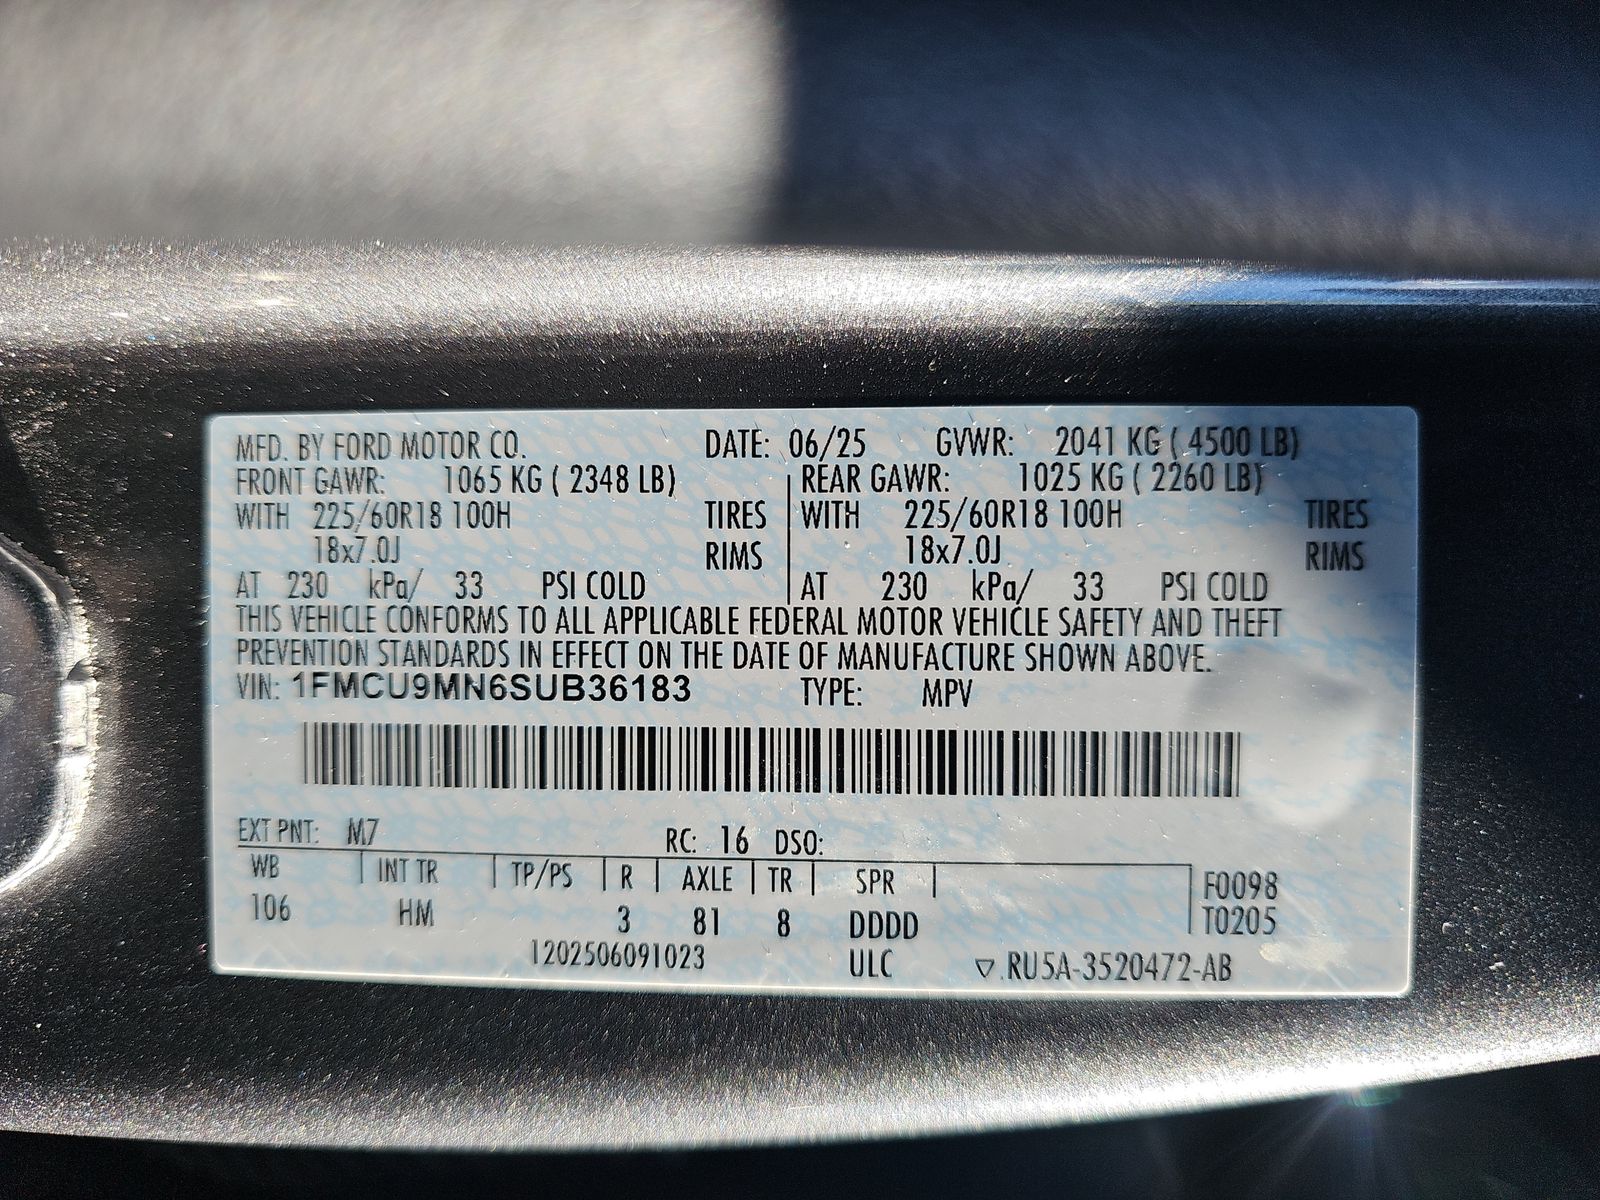 MFD. BY FORD MOTOR CO. DATE: 06/25 GVWR: 2041 KG ( 4500 LB)
FRONT GAWR: 1065 KG ( 2348 LB) REAR GAWR: 1025 KG ( 2260 LB)
WITH 225/60R18 100H TIRES WITH 225/60R18 100H TIRES
18x7.0J RIMS 18x7.0J RIMS
AT 230 kPa/ 33 PSI COLD AT 230 kPa/ 33 PSI COLD
THIS VEHICLE CONFORMS TO ALL APPLICABLE FEDERAL MOTOR VEHICLE SAFETY AND THEFT
PREVENTION STANDARDS IN EFFECT ON THE DATE OF MANUFACTURE SHOWN ABOVE.
VIN: 1FMCU9MN6SUB36183 TYPE: MPV
EXT PNT: M7 RC: 16 DSO:
WB INT TR TP/PS R AXLE TR SPR F0098
106 HM 3 81 8 DDDD T0205
1202506091023 ULC ▽ RU5A-3520472-AB